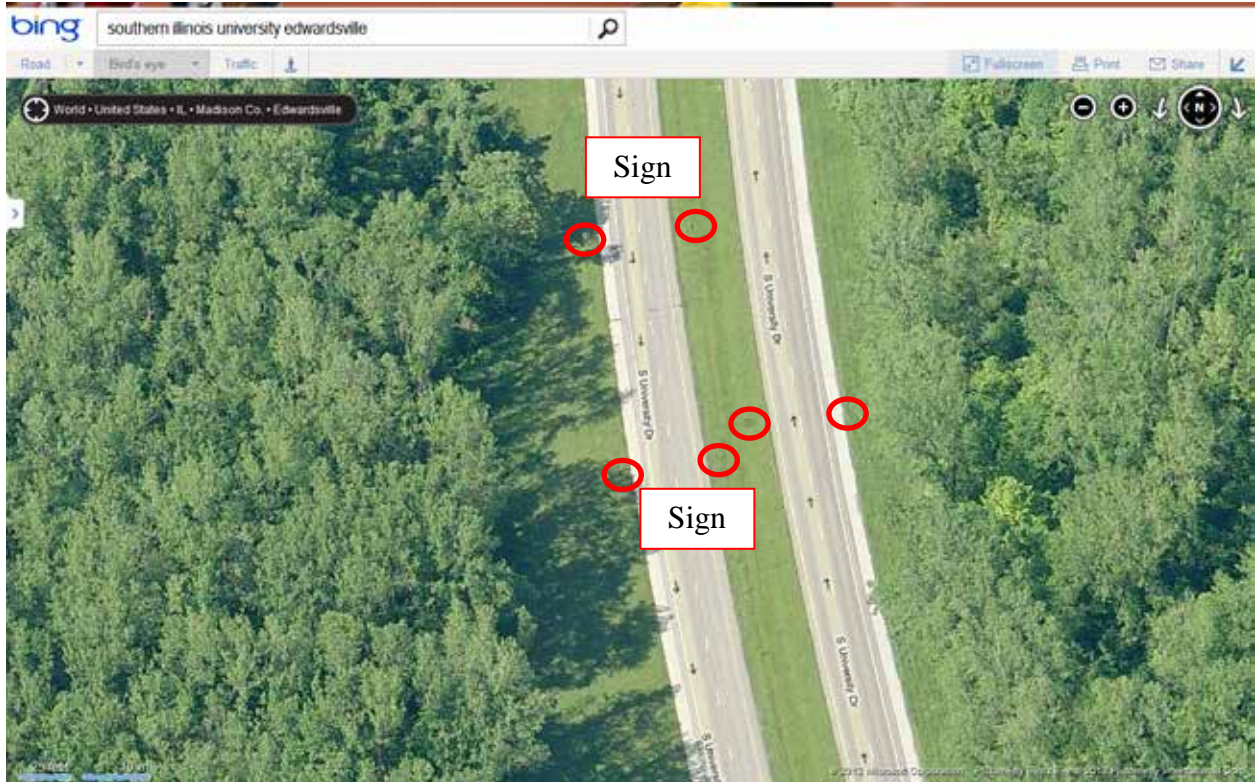 bing
southern illinois university edwardsville
Road
Bird's eye
Traffic
Fullscreen
Print
Share
World • United States • IL • Madison Co. • Edwardsville
N
Sign
S University Dr
S University Dr
Sign
S University Dr
S Univers